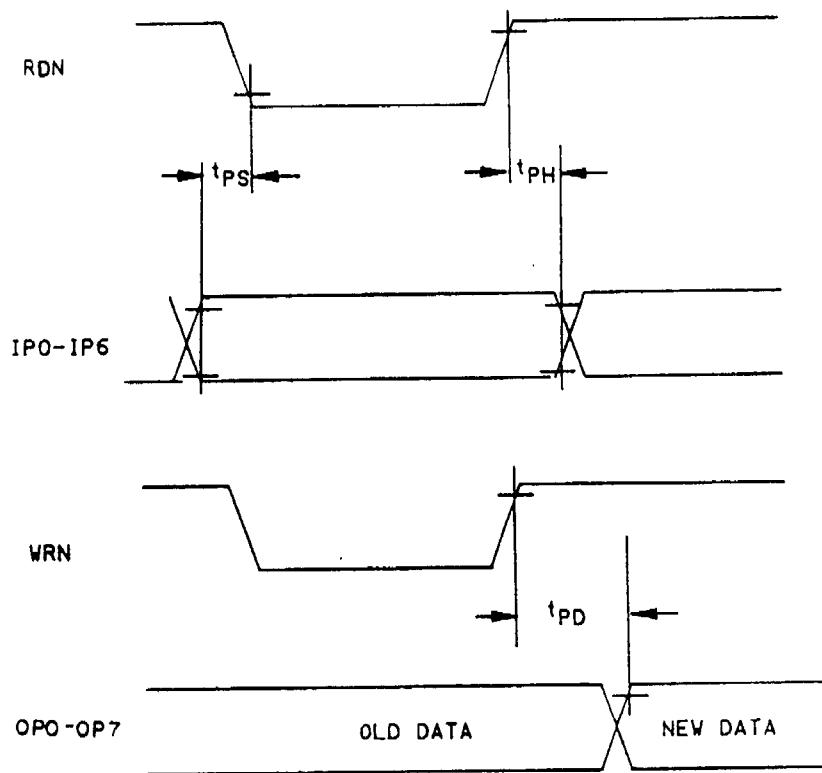 RDN
tPS
tPH
IP0-IP6
WRN
tPD
OP0-OP7
OLD DATA
NEW DATA